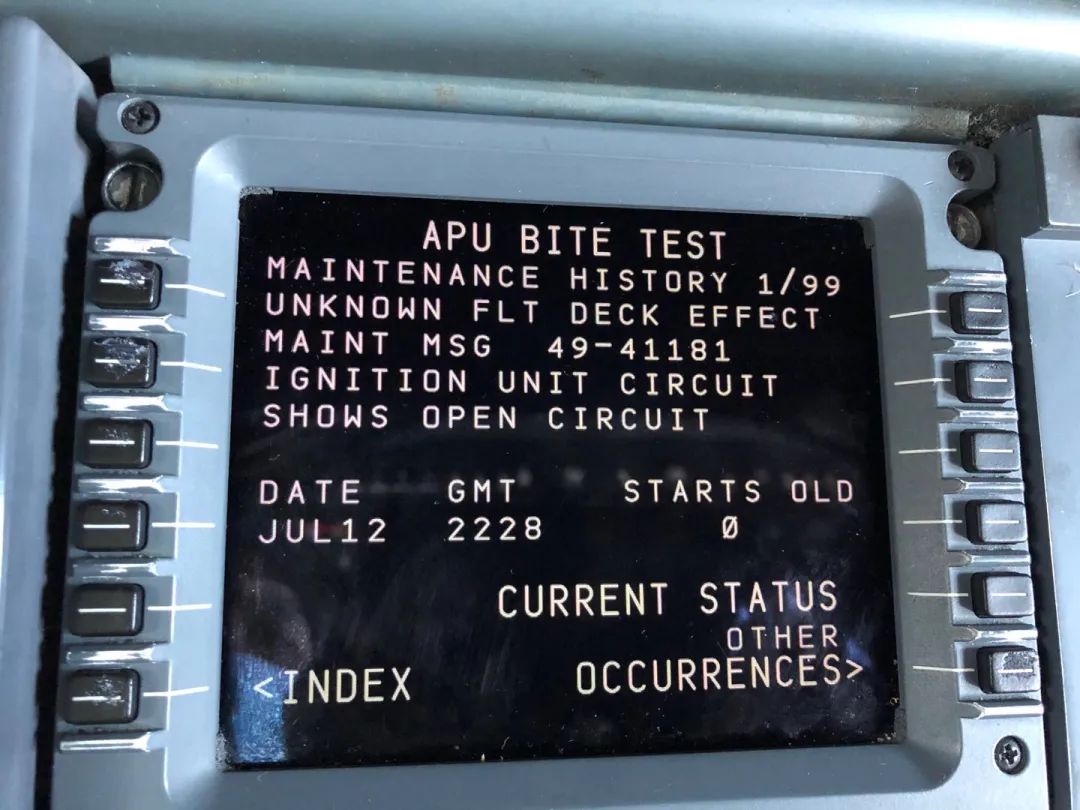 APU BITE TEST
MAINTENANCE HISTORY 1/99
UNKNOWN FLT DECK EFFECT
MAINT MSG 49-41181
IGNITION UNIT CIRCUIT
SHOWS OPEN CIRCUIT
DATE GMT STARTS OLD
JUL12 2228 0
CURRENT STATUS
OTHER
<INDEX OCCURRENCES>